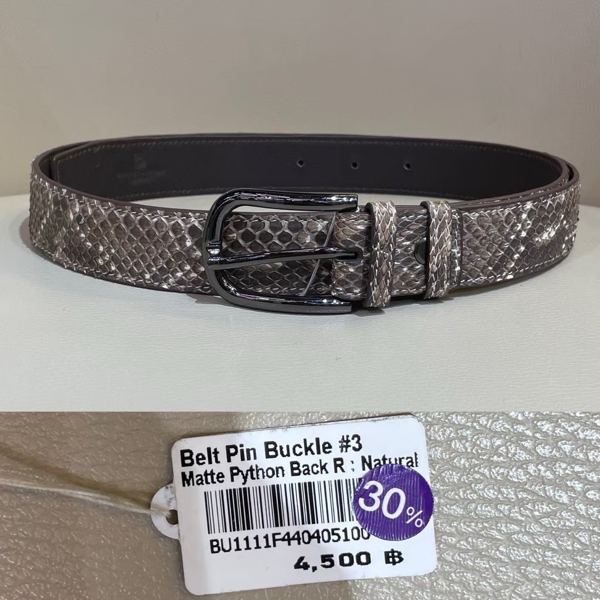 Belt Pin Buckle #3
Matte Python Back R : Natural
30%
BU1111F440405100
4,500 ฿